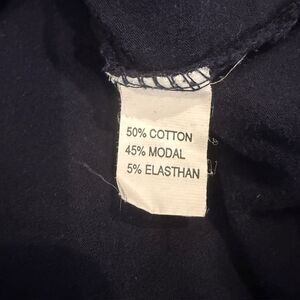 50% COTTON
45% MODAL
5% ELASTHAN